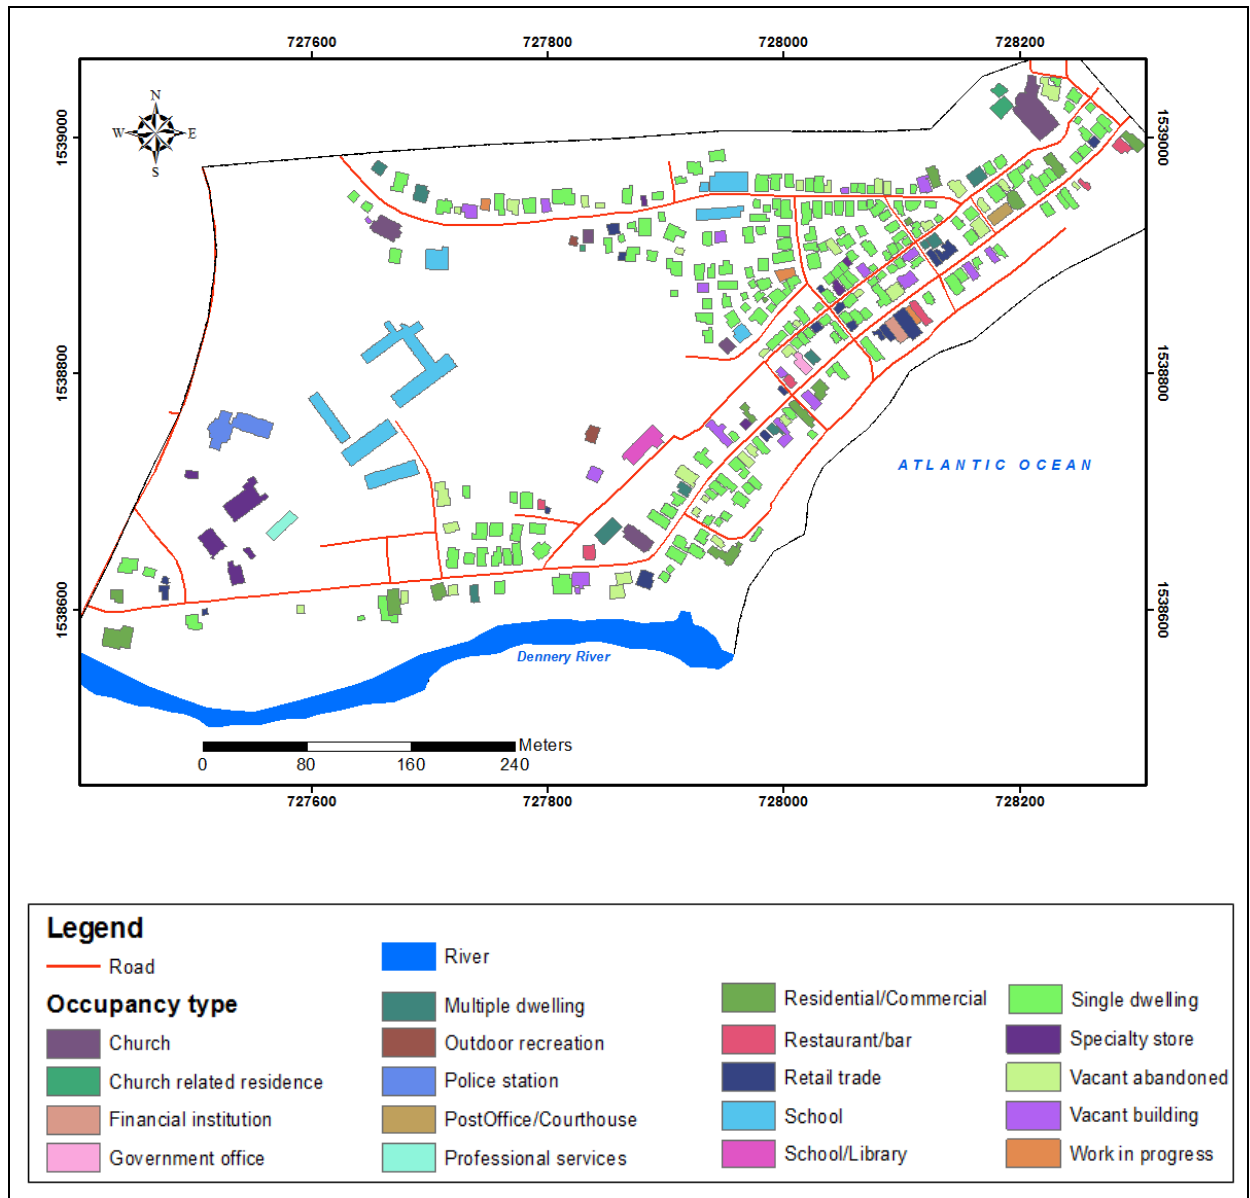 727600 727800 728000 728200
N
W E
S
1539000 1539000
1538800 1538800
ATLANTIC OCEAN
1538600 1538600
Dennery River
Meters
0 80 160 240
727600 727800 728000 728200
Legend
Road
River
Occupancy type
Church
Church related residence
Financial institution
Government office
Multiple dwelling
Outdoor recreation
Police station
PostOffice/Courthouse
Professional services
Residential/Commercial
Restaurant/bar
Retail trade
School
School/Library
Single dwelling
Specialty store
Vacant abandoned
Vacant building
Work in progress